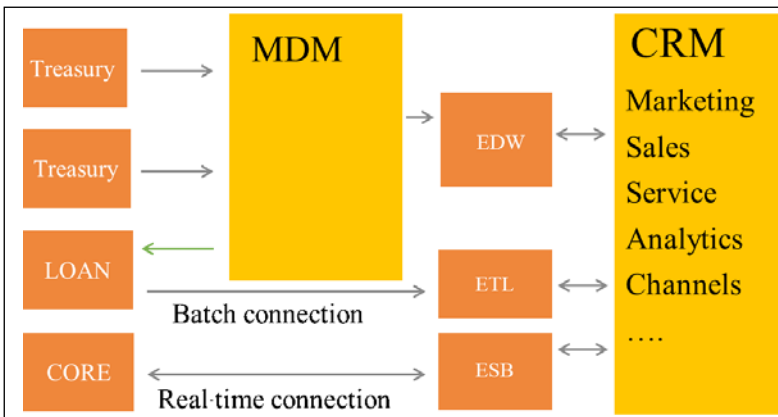 Treasury
MDM
CRM
Marketing
Sales
Service
Analytics
Channels
....
Treasury
EDW
LOAN
ETL
Batch connection
CORE
ESB
Real-time connection